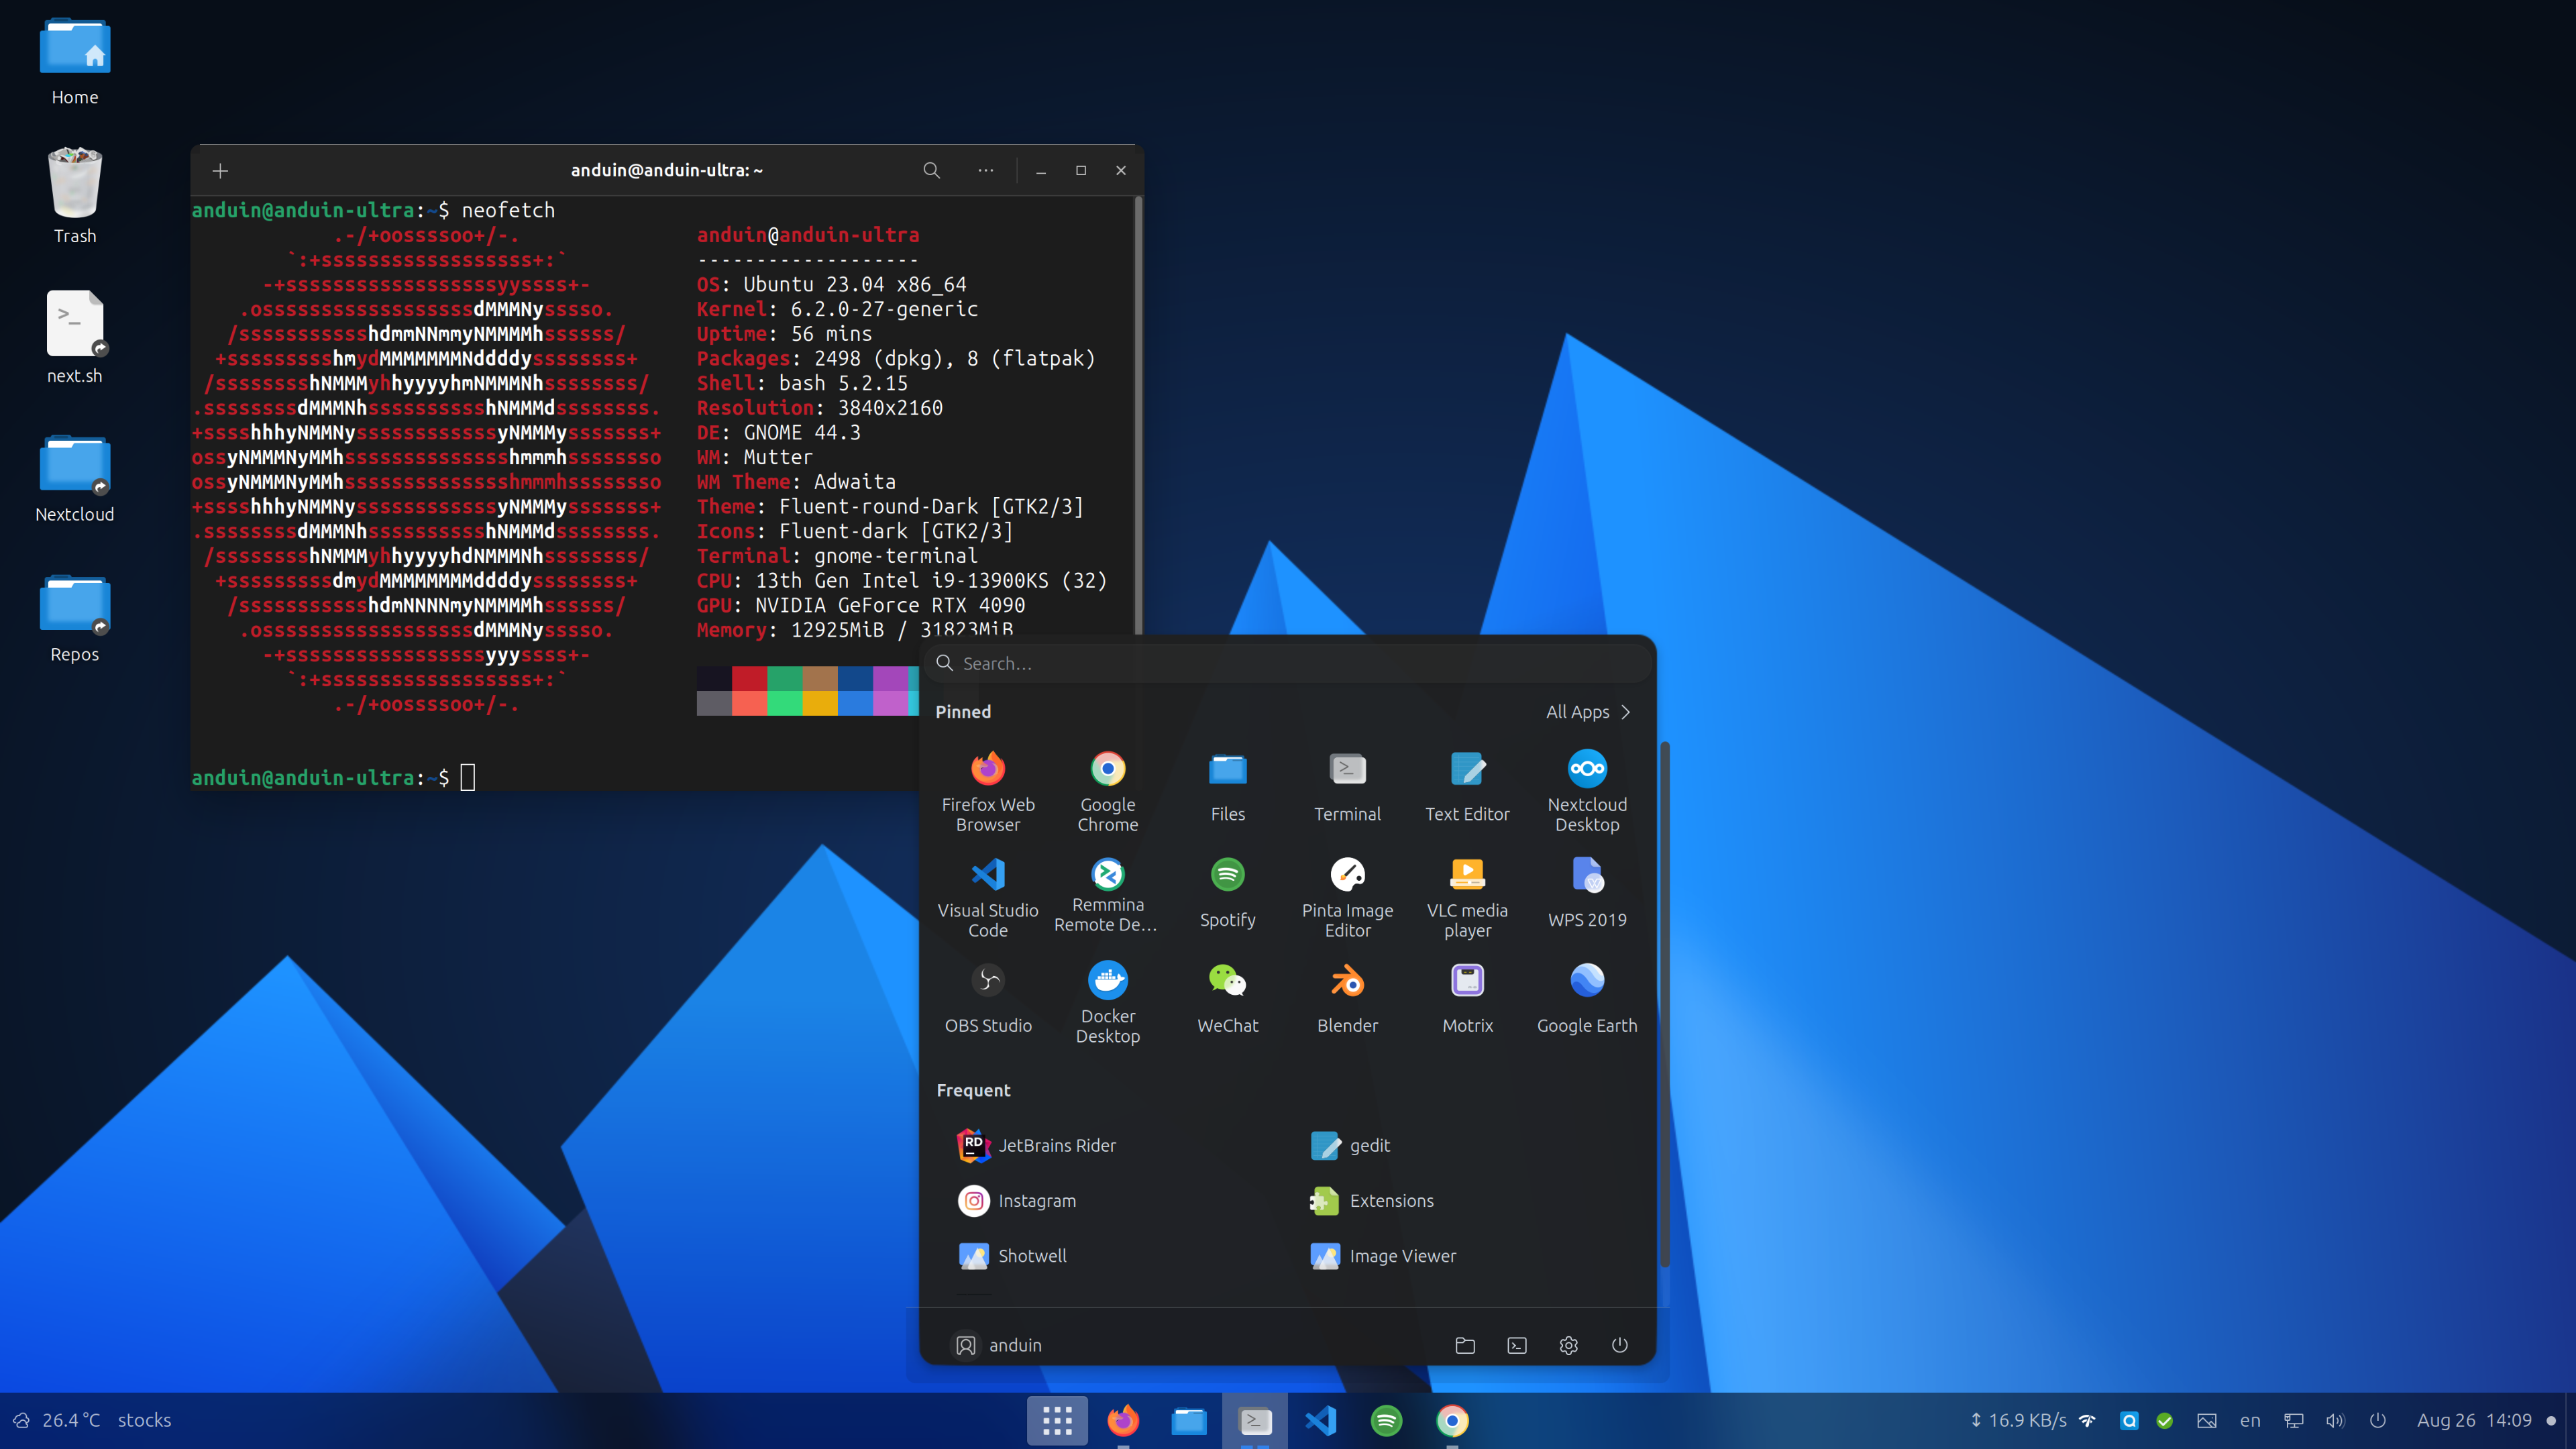 Home
Trash
next.sh
Nextcloud
Repos
anduin@anduin-ultra: ~
anduin@anduin-ultra:~$ neofetch
.-/+oossssoo+/-.
`:+ssssssssssssssssss+:`
-+ssssssssssssssssssyyssss+-
.ossssssssssssssssssdMMMNysssso.
/ssssssssssshdmmNNmmyNMMMMhssssss/
+ssssssssshmydMMMMMMMNddddyssssssss+
/sssssssshNMMMyhhyyyyhmNMMMNhssssssss/
.ssssssssdMMMNhsssssssssshNMMMdssssssss.
+sssshhhyNMMNyssssssssssssyNMMMysssssss+
ossyNMMMNyMMhsssssssssssssshmmmhssssssso
ossyNMMMNyMMhsssssssssssssshmmmhssssssso
+sssshhhyNMMNyssssssssssssyNMMMysssssss+
.ssssssssdMMMNhsssssssssshNMMMdssssssss.
/sssssssshNMMMyhhyyyyhdNMMMNhssssssss/
+sssssssssdmydMMMMMMMMddddyssssssss+
/ssssssssssshdmNNNNmyNMMMMhssssss/
.ossssssssssssssssssdMMMNysssso.
-+sssssssssssssssssyyyssss+-
`:+ssssssssssssssssss+:`
.-/+oossssoo+/-.
anduin@anduin-ultra
-------------------
OS: Ubuntu 23.04 x86_64
Kernel: 6.2.0-27-generic
Uptime: 56 mins
Packages: 2498 (dpkg), 8 (flatpak)
Shell: bash 5.2.15
Resolution: 3840x2160
DE: GNOME 44.3
WM: Mutter
WM Theme: Adwaita
Theme: Fluent-round-Dark [GTK2/3]
Icons: Fluent-dark [GTK2/3]
Terminal: gnome-terminal
CPU: 13th Gen Intel i9-13900KS (32)
GPU: NVIDIA GeForce RTX 4090
Memory: 12925MiB / 31823MiB
anduin@anduin-ultra:~$
Search…
Pinned
All Apps
Firefox Web
Browser
Google
Chrome
Files
Terminal
Text Editor
Nextcloud
Desktop
Visual Studio
Code
Remmina
Remote De…
Spotify
Pinta Image
Editor
VLC media
player
WPS 2019
OBS Studio
Docker
Desktop
WeChat
Blender
Motrix
Google Earth
Frequent
RD
JetBrains Rider
gedit
Instagram
Extensions
Shotwell
Image Viewer
anduin
26.4 °C stocks
16.9 KB/s
en
Aug 26 14:09